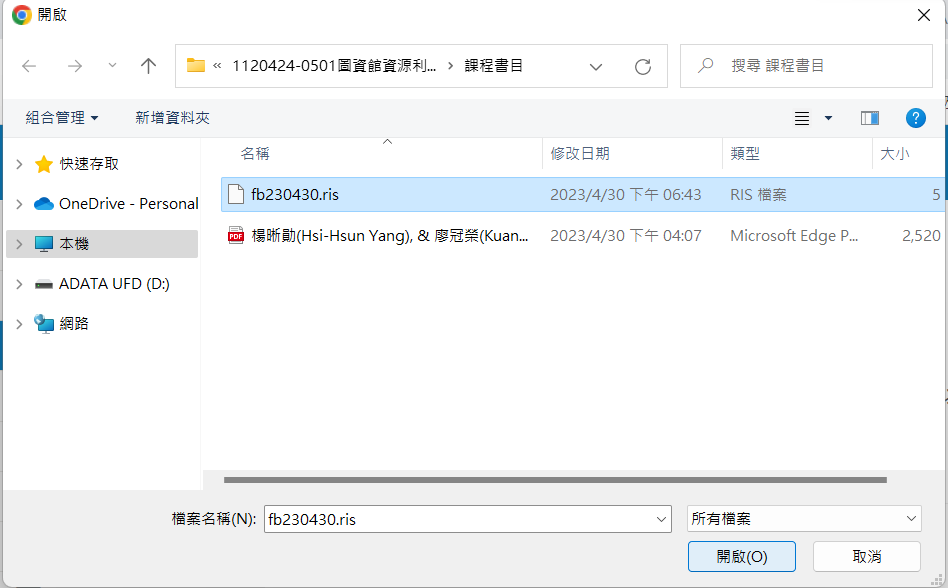 開啟
« 1120424-0501圖資館資源利... › 課程書目
搜尋 課程書目
組合管理 新增資料夾
名稱 修改日期 類型 大小
快速存取
OneDrive - Personal
本機
ADATA UFD (D:)
網路
fb230430.ris 2023/4/30 下午 06:43 RIS 檔案 5
楊晰勛(Hsi-Hsun Yang), & 廖冠榮(Kuan... 2023/4/30 下午 04:07 Microsoft Edge P... 2,520
檔案名稱(N): fb230430.ris 所有檔案
開啟(O) 取消